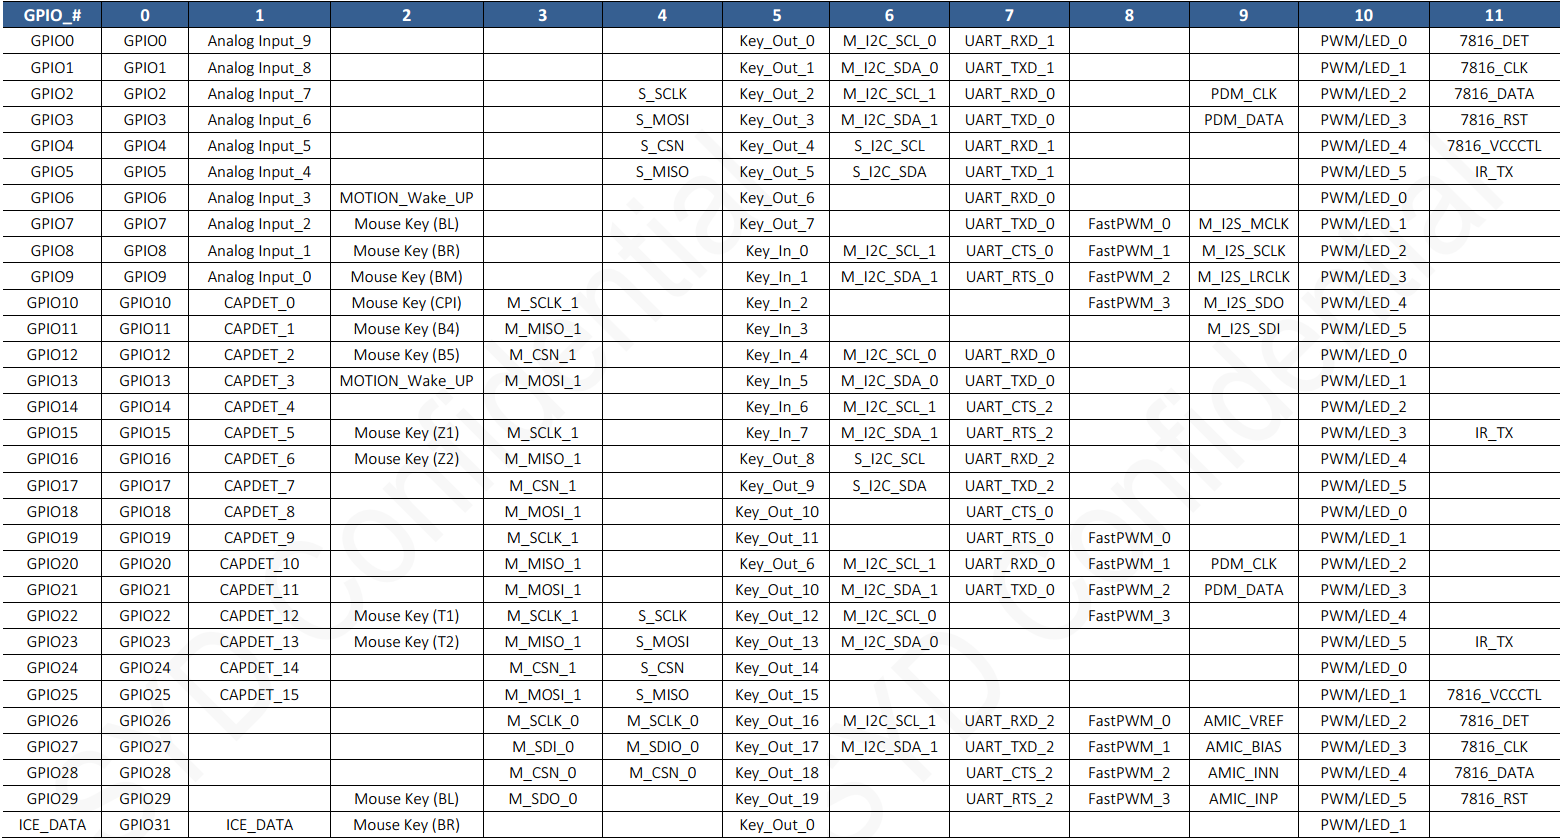 GPIO_# 0 1 2 3 4 5 6 7 8 9 10 11
GPIO0 GPIO0 Analog Input_9 Key_Out_0 M_I2C_SCL_0 UART_RXD_1 PWM/LED_0 7816_DET
GPIO1 GPIO1 Analog Input_8 Key_Out_1 M_I2C_SDA_0 UART_TXD_1 PWM/LED_1 7816_CLK
GPIO2 GPIO2 Analog Input_7 S_SCLK Key_Out_2 M_I2C_SCL_1 UART_RXD_0 PDM_CLK PWM/LED_2 7816_DATA
GPIO3 GPIO3 Analog Input_6 S_MOSI Key_Out_3 M_I2C_SDA_1 UART_TXD_0 PDM_DATA PWM/LED_3 7816_RST
GPIO4 GPIO4 Analog Input_5 S_CSN Key_Out_4 S_I2C_SCL UART_RXD_1 PWM/LED_4 7816_VCCCTL
GPIO5 GPIO5 Analog Input_4 S_MISO Key_Out_5 S_I2C_SDA UART_TXD_1 PWM/LED_5 IR_TX
GPIO6 GPIO6 Analog Input_3 MOTION_Wake_UP Key_Out_6 UART_RXD_0 PWM/LED_0
GPIO7 GPIO7 Analog Input_2 Mouse Key (BL) Key_Out_7 UART_TXD_0 FastPWM_0 M_I2S_MCLK PWM/LED_1
GPIO8 GPIO8 Analog Input_1 Mouse Key (BR) Key_In_0 M_I2C_SCL_1 UART_CTS_0 FastPWM_1 M_I2S_SCLK PWM/LED_2
GPIO9 GPIO9 Analog Input_0 Mouse Key (BM) Key_In_1 M_I2C_SDA_1 UART_RTS_0 FastPWM_2 M_I2S_LRCLK PWM/LED_3
GPIO10 GPIO10 CAPDET_0 Mouse Key (CPI) M_SCLK_1 Key_In_2 FastPWM_3 M_I2S_SDO PWM/LED_4
GPIO11 GPIO11 CAPDET_1 Mouse Key (B4) M_MISO_1 Key_In_3 M_I2S_SDI PWM/LED_5
GPIO12 GPIO12 CAPDET_2 Mouse Key (B5) M_CSN_1 Key_In_4 M_I2C_SCL_0 UART_RXD_0 PWM/LED_0
GPIO13 GPIO13 CAPDET_3 MOTION_Wake_UP M_MOSI_1 Key_In_5 M_I2C_SDA_0 UART_TXD_0 PWM/LED_1
GPIO14 GPIO14 CAPDET_4 Key_In_6 M_I2C_SCL_1 UART_CTS_2 PWM/LED_2
GPIO15 GPIO15 CAPDET_5 Mouse Key (Z1) M_SCLK_1 Key_In_7 M_I2C_SDA_1 UART_RTS_2 PWM/LED_3 IR_TX
GPIO16 GPIO16 CAPDET_6 Mouse Key (Z2) M_MISO_1 Key_Out_8 S_I2C_SCL UART_RXD_2 PWM/LED_4
GPIO17 GPIO17 CAPDET_7 M_CSN_1 Key_Out_9 S_I2C_SDA UART_TXD_2 PWM/LED_5
GPIO18 GPIO18 CAPDET_8 M_MOSI_1 Key_Out_10 UART_CTS_0 PWM/LED_0
GPIO19 GPIO19 CAPDET_9 M_SCLK_1 Key_Out_11 UART_RTS_0 FastPWM_0 PWM/LED_1
GPIO20 GPIO20 CAPDET_10 M_MISO_1 Key_Out_6 M_I2C_SCL_1 UART_RXD_0 FastPWM_1 PDM_CLK PWM/LED_2
GPIO21 GPIO21 CAPDET_11 M_MOSI_1 Key_Out_10 M_I2C_SDA_1 UART_TXD_0 FastPWM_2 PDM_DATA PWM/LED_3
GPIO22 GPIO22 CAPDET_12 Mouse Key (T1) M_SCLK_1 S_SCLK Key_Out_12 M_I2C_SCL_0 FastPWM_3 PWM/LED_4
GPIO23 GPIO23 CAPDET_13 Mouse Key (T2) M_MISO_1 S_MOSI Key_Out_13 M_I2C_SDA_0 PWM/LED_5 IR_TX
GPIO24 GPIO24 CAPDET_14 M_CSN_1 S_CSN Key_Out_14 PWM/LED_0
GPIO25 GPIO25 CAPDET_15 M_MOSI_1 S_MISO Key_Out_15 PWM/LED_1 7816_VCCCTL
GPIO26 GPIO26 M_SCLK_0 M_SCLK_0 Key_Out_16 M_I2C_SCL_1 UART_RXD_2 FastPWM_0 AMIC_VREF PWM/LED_2 7816_DET
GPIO27 GPIO27 M_SDI_0 M_SDIO_0 Key_Out_17 M_I2C_SDA_1 UART_TXD_2 FastPWM_1 AMIC_BIAS PWM/LED_3 7816_CLK
GPIO28 GPIO28 M_CSN_0 M_CSN_0 Key_Out_18 UART_CTS_2 FastPWM_2 AMIC_INN PWM/LED_4 7816_DATA
GPIO29 GPIO29 Mouse Key (BL) M_SDO_0 Key_Out_19 UART_RTS_2 FastPWM_3 AMIC_INP PWM/LED_5 7816_RST
ICE_DATA GPIO31 ICE_DATA Mouse Key (BR) Key_Out_0 PWM/LED_1